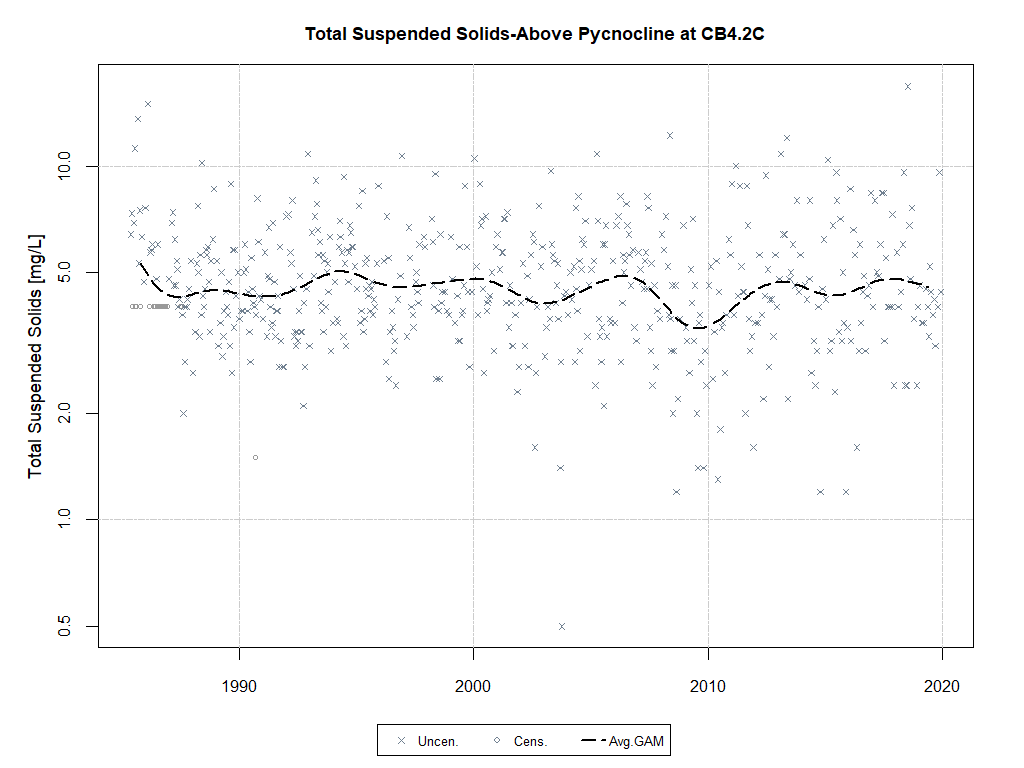 Total Suspended Solids-Above Pycnocline at CB4.2C
Total Suspended Solids [mg/L]
10.0
5.0
2.0
1.0
0.5
1990 2000 2010 2020
Uncen. Cens. Avg.GAM